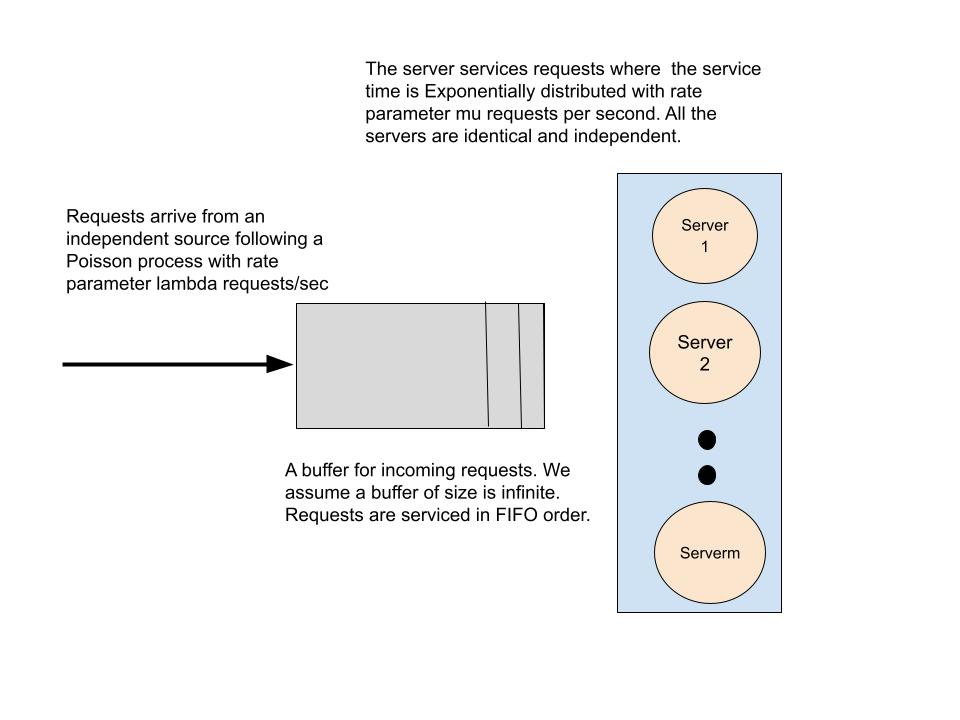 The server services requests where  the service
time is Exponentially distributed with rate
parameter mu requests per second. All the
servers are identical and independent.
Requests arrive from an
independent source following a
Poisson process with rate
parameter lambda requests/sec
Server
1
Server
2
A buffer for incoming requests. We
assume a buffer of size is infinite.
Requests are serviced in FIFO order.
Serverm